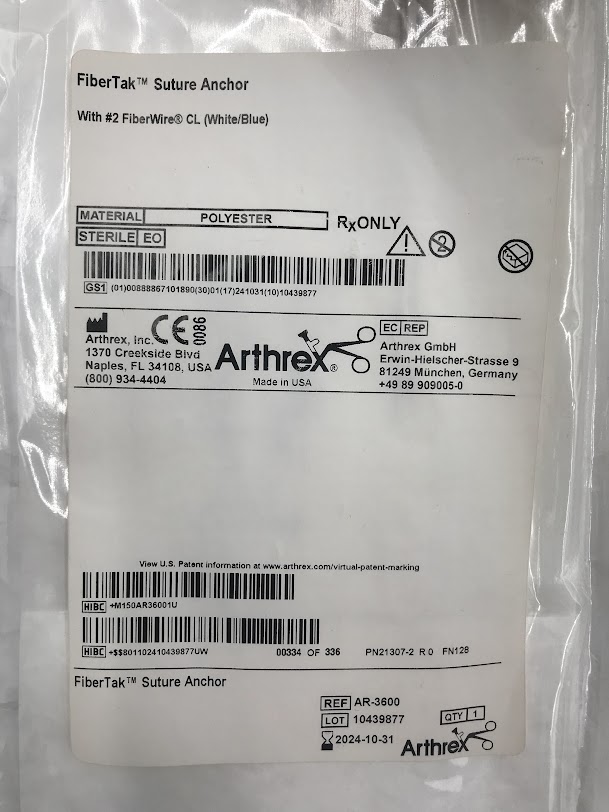 FiberTak™ Suture Anchor
With #2 FiberWire® CL (White/Blue)
MATERIAL POLYESTER
RxONLY
STERILE EO
2
GS1 (01)00888867101890(30)01(17)241031(10)10439877
CE 0086
Arthrex, Inc.
1370 Creekside Blvd
Naples, FL 34108, USA
(800) 934-4404
Arthrex®
Made in USA
EC REP
Arthrex GmbH
Erwin-Hielscher-Strasse 9
81249 München, Germany
+49 89 909005-0
View U.S. Patent information at www.arthrex.com/virtual-patent-marking
HIBC +M150AR36001U
HIBC +$$801102410439877UW 00334 OF 336 PN21307-2 R 0 FN128
FiberTak™ Suture Anchor
REF AR-3600
LOT 10439877 QTY 1
2024-10-31
Arthrex